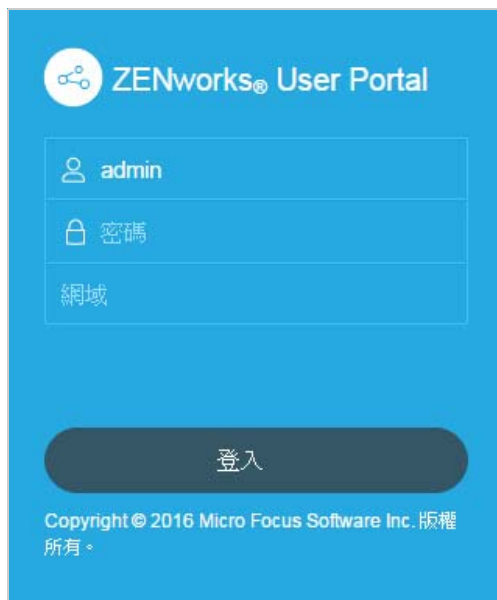 ZENworks® User Portal
admin
密碼
網域
登入
Copyright © 2016 Micro Focus Software Inc. 版權
所有。